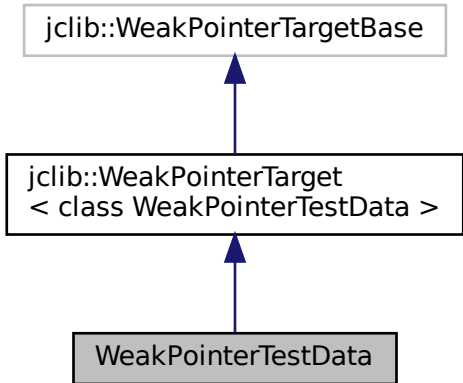 jclib::WeakPointerTargetBase
jclib::WeakPointerTarget
< class WeakPointerTestData >
WeakPointerTestData